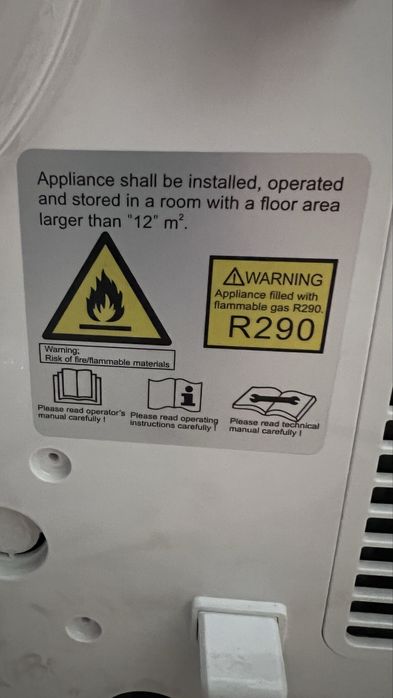 Appliance shall be installed, operated
and stored in a room with a floor area
larger than "12" m².
WARNING
Appliance filled with
flammable gas R290.
R290
Warning;
Risk of fire/flammable materials
Please read operator's
manual carefully !
Please read operating
instructions carefully !
Please read technical
manual carefully !